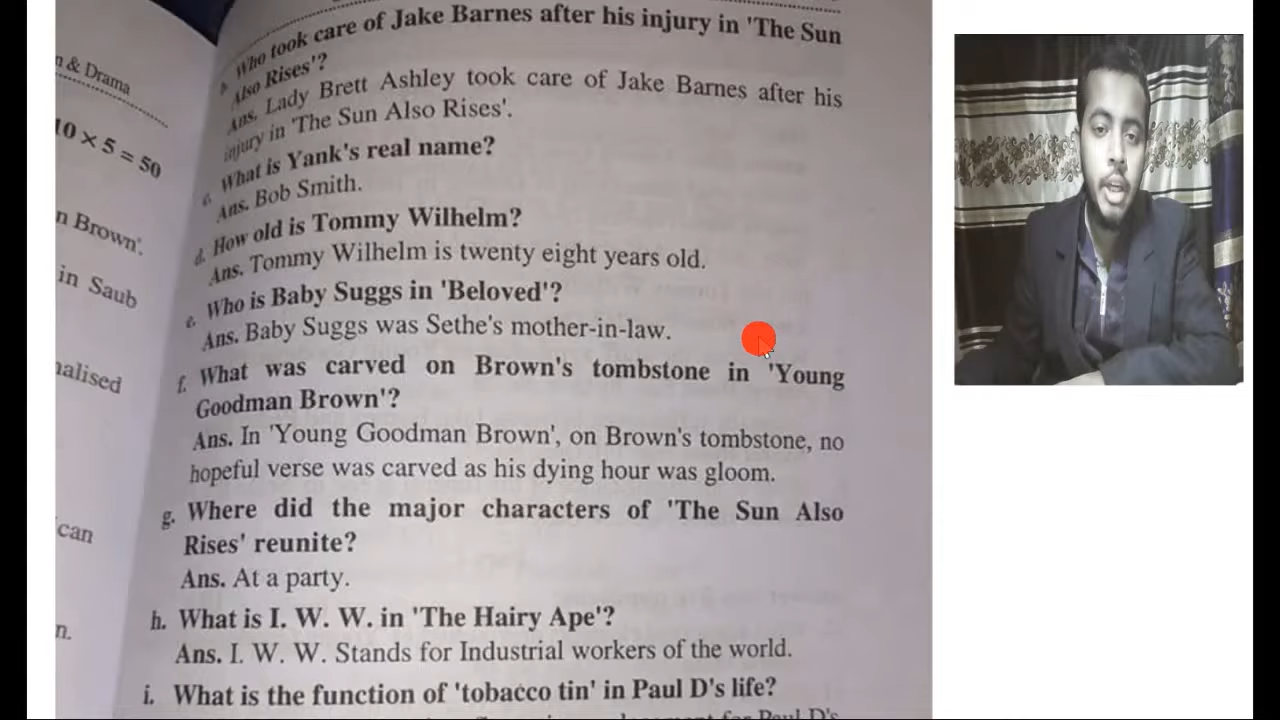 n & Drama
10 × 5 = 50
n Brown'.
in Saub
nalised
can
n.
b. Who took care of Jake Barnes after his injury in 'The Sun
Also Rises'?
Ans. Lady Brett Ashley took care of Jake Barnes after his
injury in 'The Sun Also Rises'.
c. What is Yank's real name?
Ans. Bob Smith.
d. How old is Tommy Wilhelm?
Ans. Tommy Wilhelm is twenty eight years old.
e. Who is Baby Suggs in 'Beloved'?
Ans. Baby Suggs was Sethe's mother-in-law.
f. What was carved on Brown's tombstone in 'Young
Goodman Brown'?
Ans. In 'Young Goodman Brown', on Brown's tombstone, no
hopeful verse was carved as his dying hour was gloom.
g. Where did the major characters of 'The Sun Also
Rises' reunite?
Ans. At a party.
h. What is I. W. W. in 'The Hairy Ape'?
Ans. I. W. W. Stands for Industrial workers of the world.
i. What is the function of 'tobacco tin' in Paul D's life?
for Paul D's